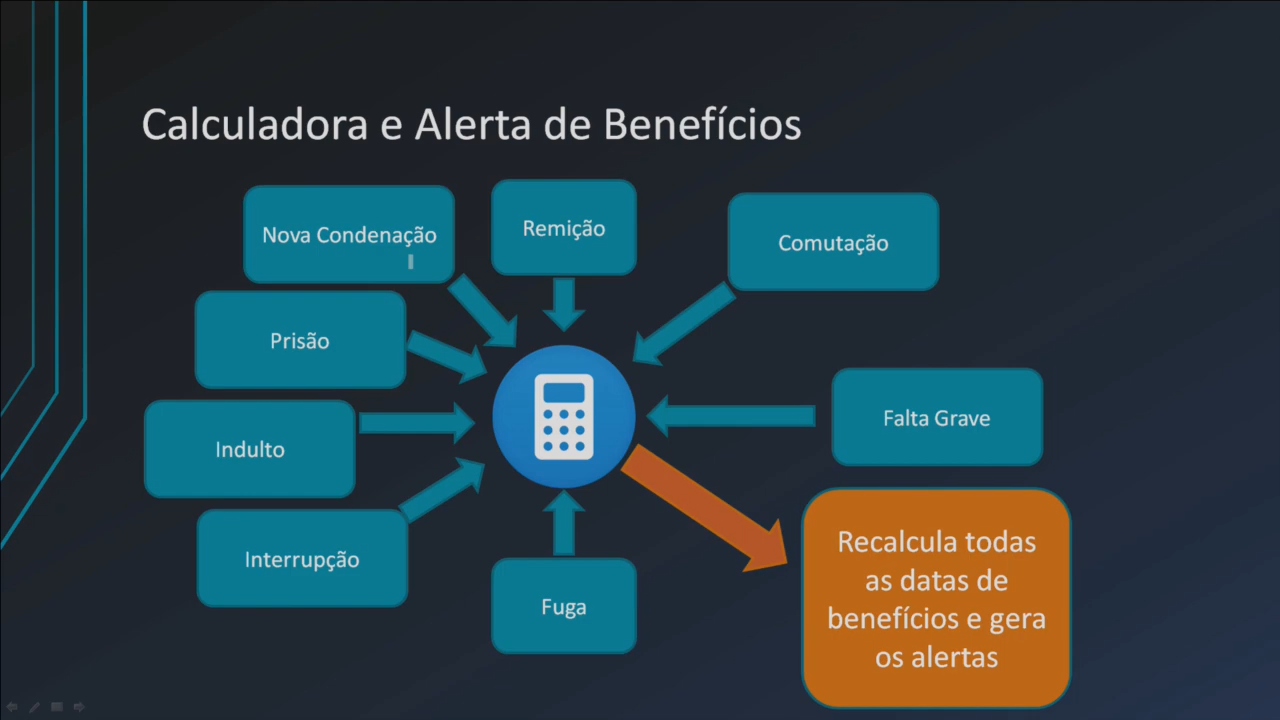 Calculadora e Alerta de Benefícios
Nova Condenação
Remição
Comutação
Prisão
Indulto
Falta Grave
Interrupção
Fuga
Recalcula todas
as datas de
benefícios e gera
os alertas